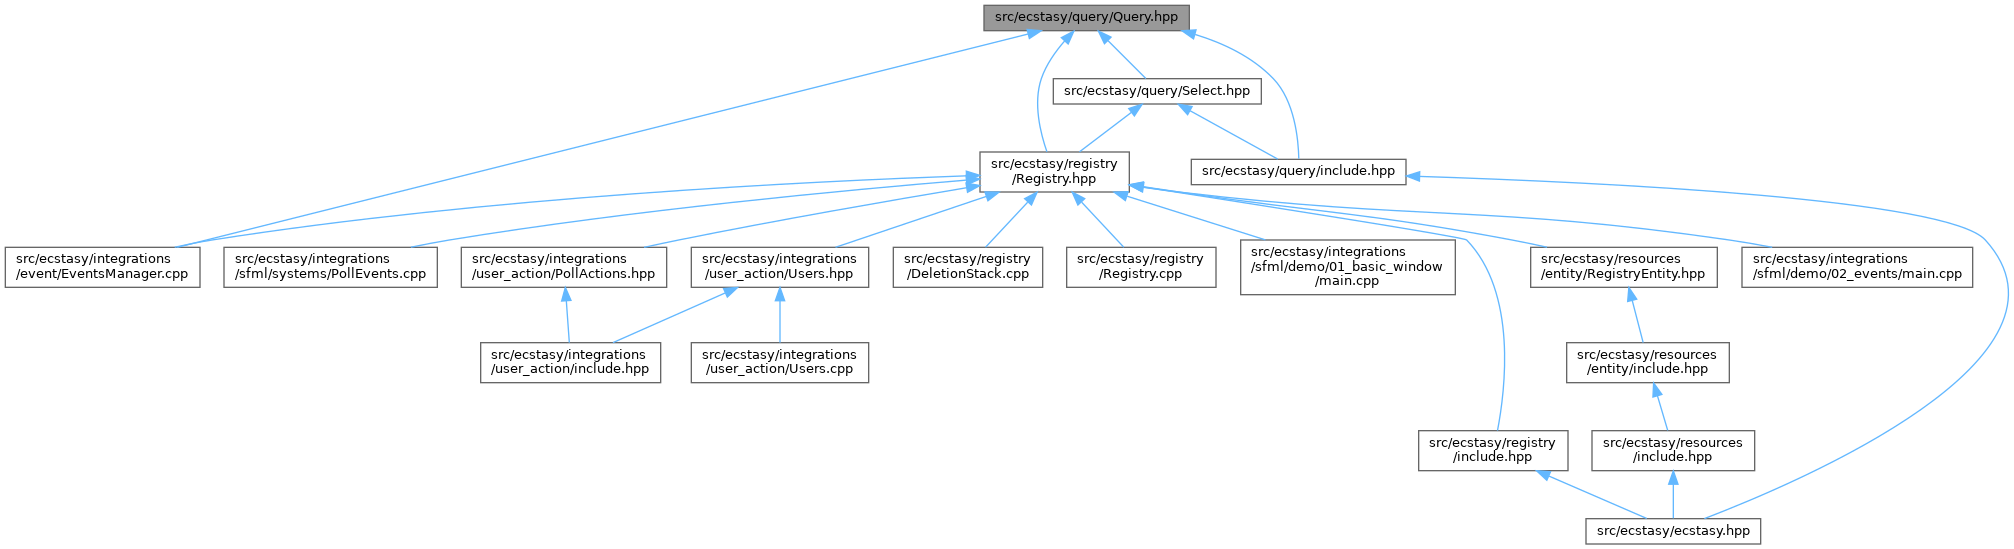 src/ecstasy/query/Query.hpp
src/ecstasy/query/Select.hpp
src/ecstasy/registry
/Registry.hpp
src/ecstasy/query/include.hpp
src/ecstasy/integrations
/event/EventsManager.cpp
src/ecstasy/integrations
/sfml/systems/PollEvents.cpp
src/ecstasy/integrations
/user_action/PollActions.hpp
src/ecstasy/integrations
/user_action/Users.hpp
src/ecstasy/registry
/DeletionStack.cpp
src/ecstasy/registry
/Registry.cpp
src/ecstasy/integrations
/sfml/demo/01_basic_window
/main.cpp
src/ecstasy/resources
/entity/RegistryEntity.hpp
src/ecstasy/integrations
/sfml/demo/02_events/main.cpp
src/ecstasy/integrations
/user_action/include.hpp
src/ecstasy/integrations
/user_action/Users.cpp
src/ecstasy/resources
/entity/include.hpp
src/ecstasy/registry
/include.hpp
src/ecstasy/resources
/include.hpp
src/ecstasy/ecstasy.hpp